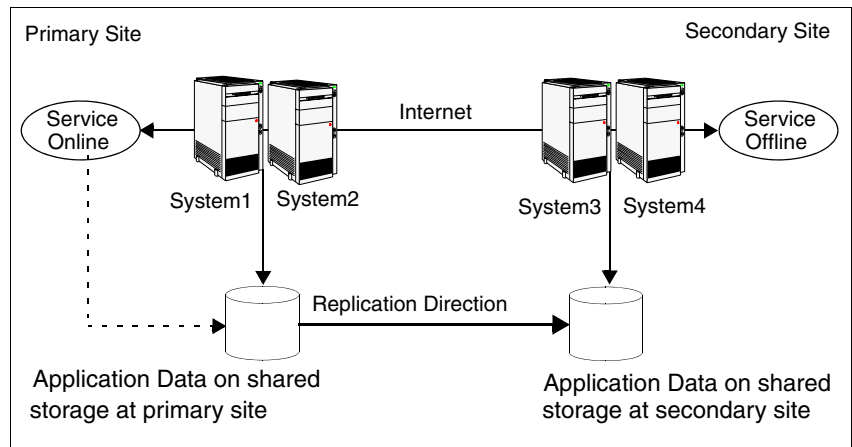 Primary Site
Secondary Site
Service
Online
Internet
Service
Offline
System1
System2
System3
System4
Replication Direction
Application Data on shared
storage at primary site
Application Data on shared
storage at secondary site